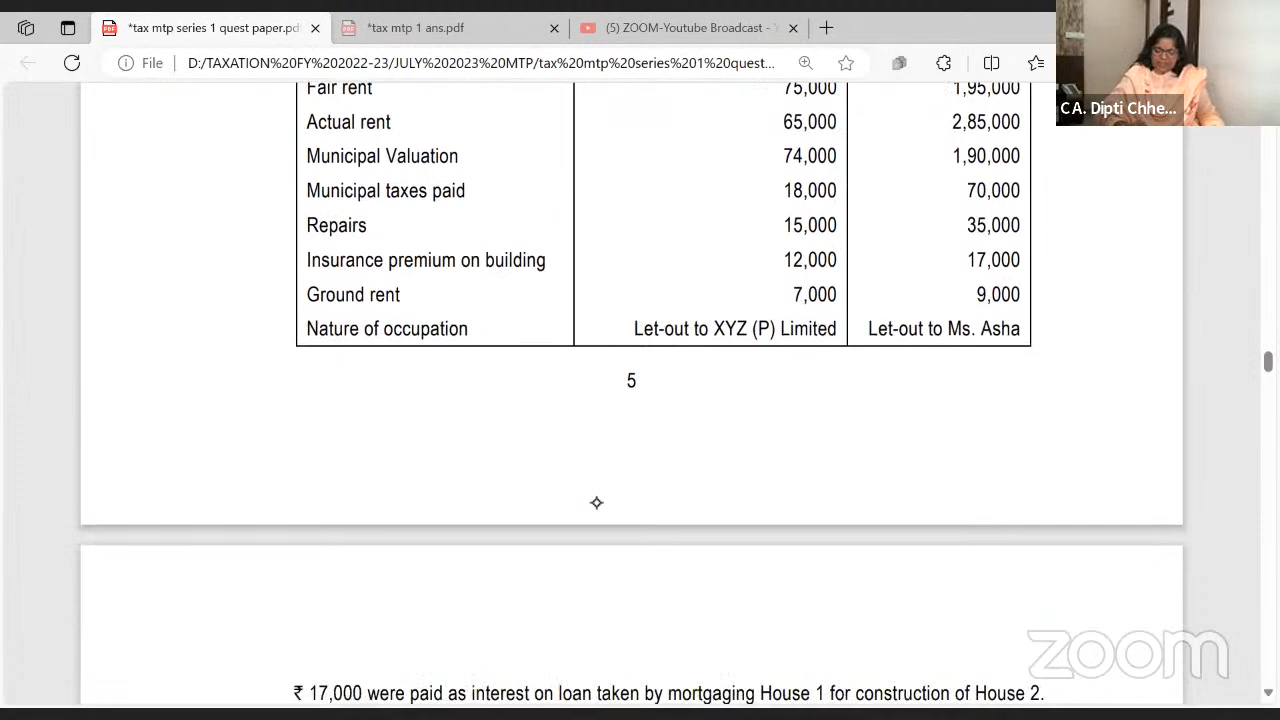 *tax mtp series 1 quest paper.pd
*tax mtp 1 ans.pdf
(5) ZOOM-Youtube Broadcast -
File
D:/TAXATION%20FY%202022-23/JULY%202023%20MTP/tax%20mtp%20series%201%20quest...
C A. Dipti Chhe...
Fair rent 75,000 1,95,000
Actual rent 65,000 2,85,000
Municipal Valuation 74,000 1,90,000
Municipal taxes paid 18,000 70,000
Repairs 15,000 35,000
Insurance premium on building 12,000 17,000
Ground rent 7,000 9,000
Nature of occupation Let-out to XYZ (P) Limited Let-out to Ms. Asha
5
zoom
₹ 17,000 were paid as interest on loan taken by mortgaging House 1 for construction of House 2.